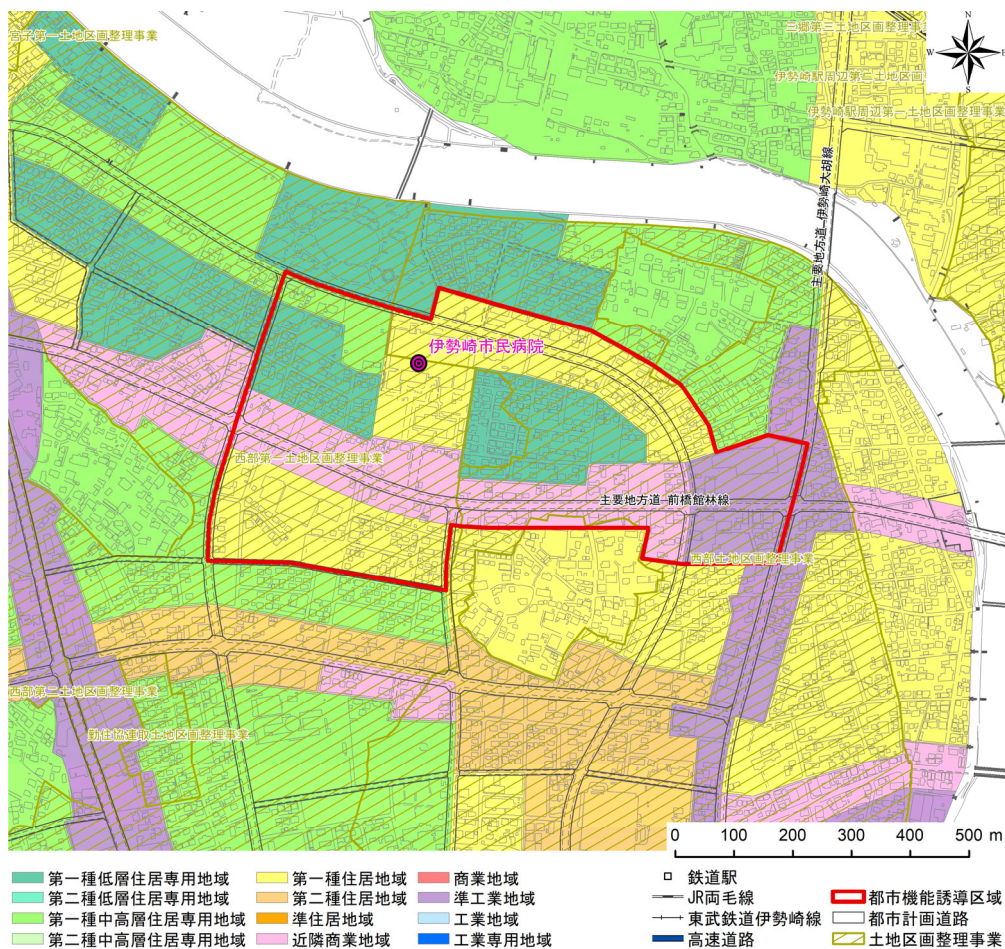 宮子第一土地区画整理事業
三郷第三土地区画整理事
伊勢崎駅周辺第二土地区画
伊勢崎駅周辺第一土地区画整理事業
N
W
E
S
主要地方道 伊勢崎大胡線
伊勢崎市民病院
西部第一土地区画整理事業
主要地方道 前橋館林線
西部土地区画整理事業
西部第二土地区画整理事業
勤住協連取土地区画整理事業
0 100 200 300 400 500 m
第一種低層住居専用地域
第二種低層住居専用地域
第一種中高層住居専用地域
第二種中高層住居専用地域
第一種住居地域
第二種住居地域
準住居地域
近隣商業地域
商業地域
準工業地域
工業地域
工業専用地域
鉄道駅
JR両毛線
東武鉄道伊勢崎線
高速道路
都市機能誘導区域
都市計画道路
土地区画整理事業